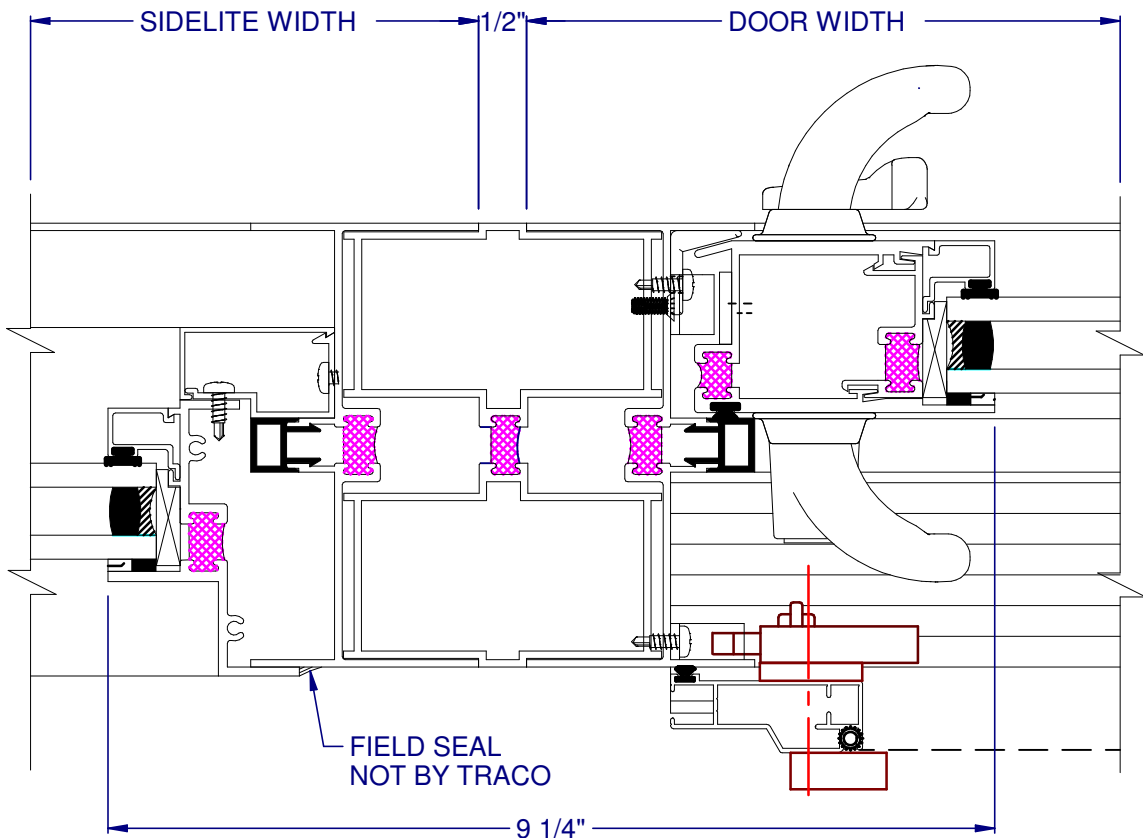 SIDELITE WIDTH
1/2"
DOOR WIDTH
FIELD SEAL
NOT BY TRACO
9 1/4"